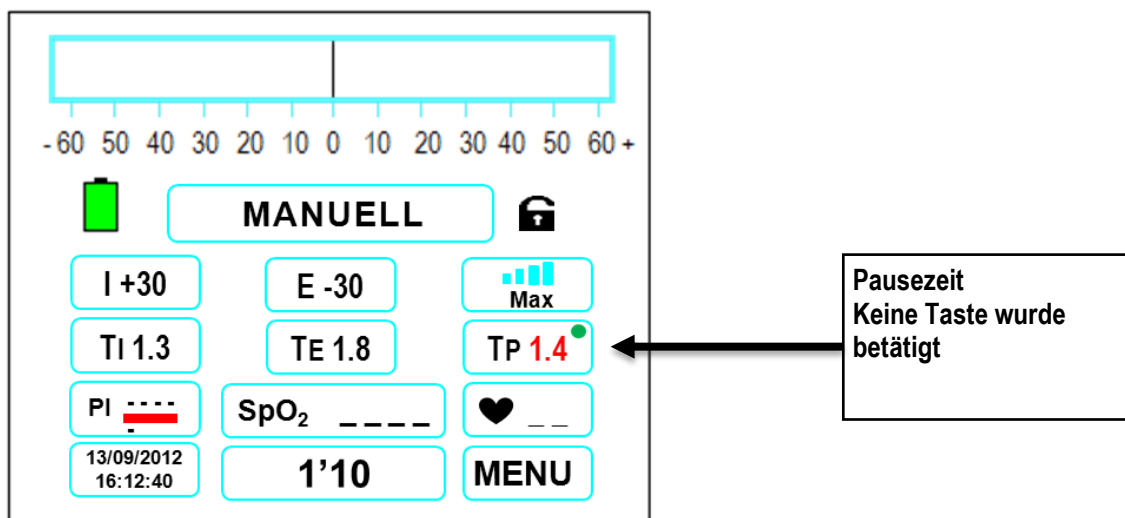 - 60 50 40 30 20 10 0 10 20 30 40 50 60 +
MANUELL
I +30 E -30 Max
TI 1.3 TE 1.8 TP 1.4
Pausezeit
Keine Taste wurde
betätigt
PI - - - - -
SpO₂ _ _ _ _
_ _
13/09/2012
16:12:40
1’10
MENU